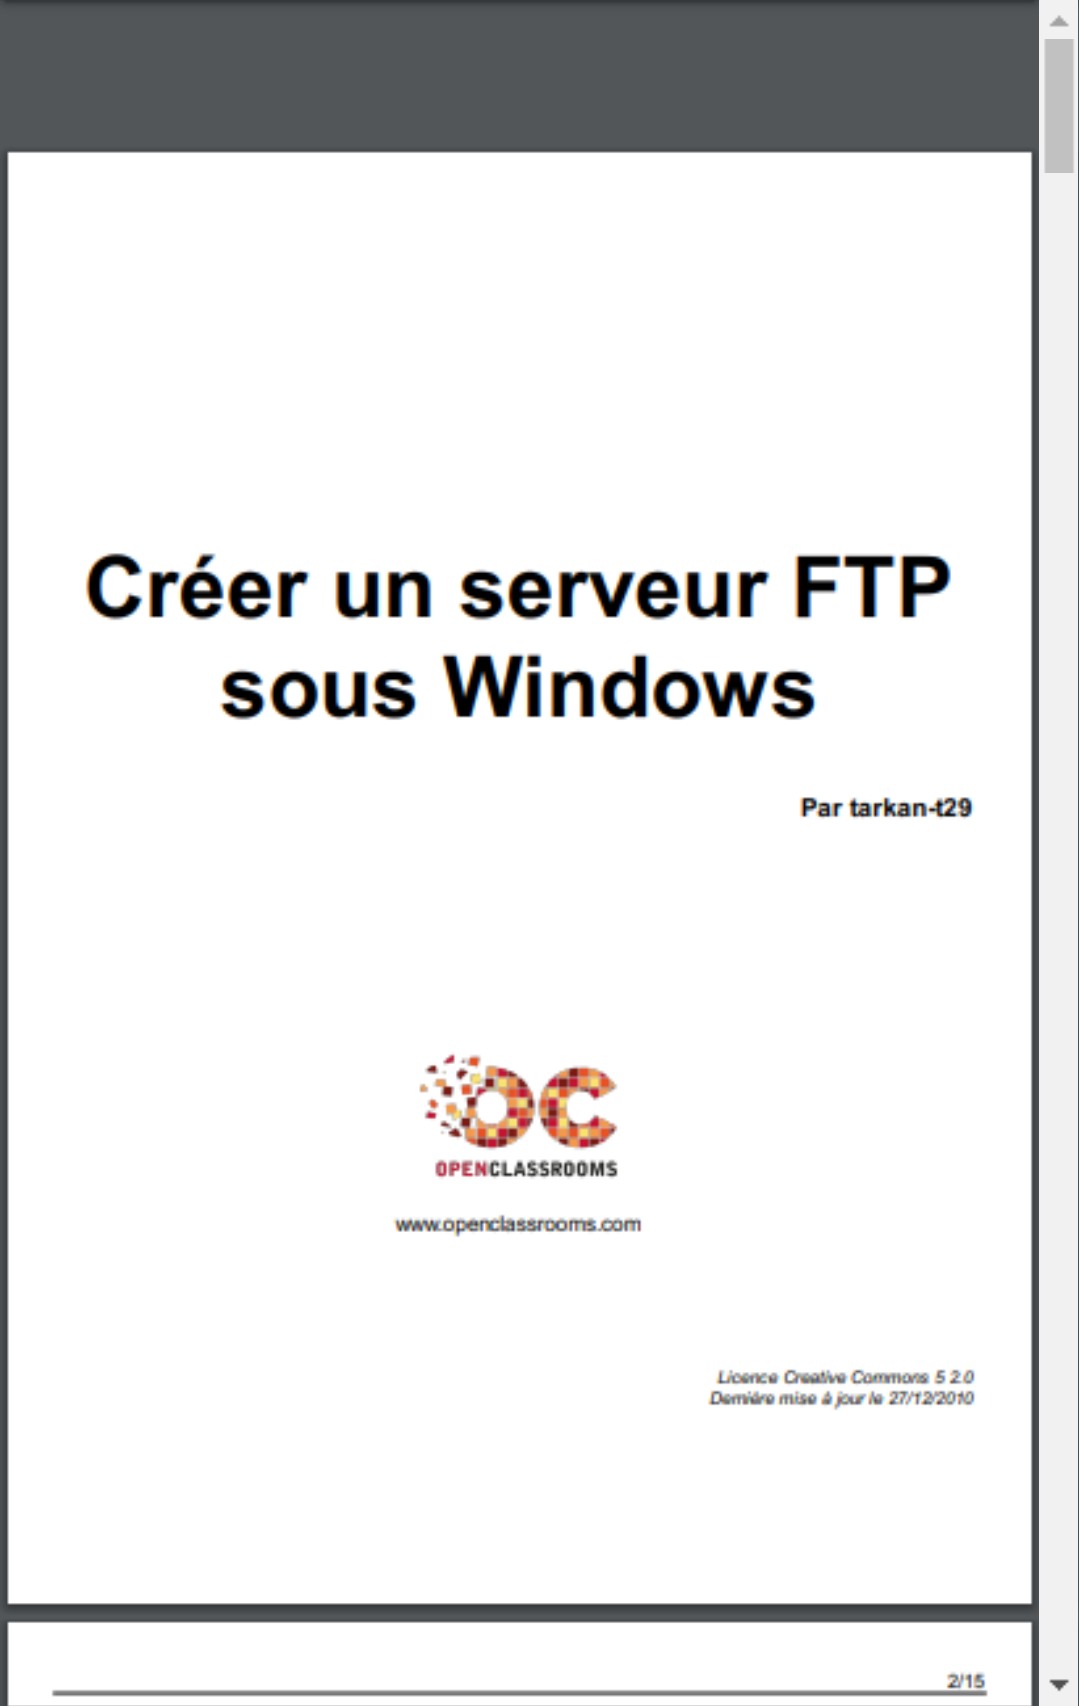 Créer un serveur FTP
sous Windows
Par tarkan-t29
OPENCLASSROOMS
www.openclassrooms.com
Licence Creative Commons 5 2.0
Dernière mise à jour le 27/12/2010
2/15